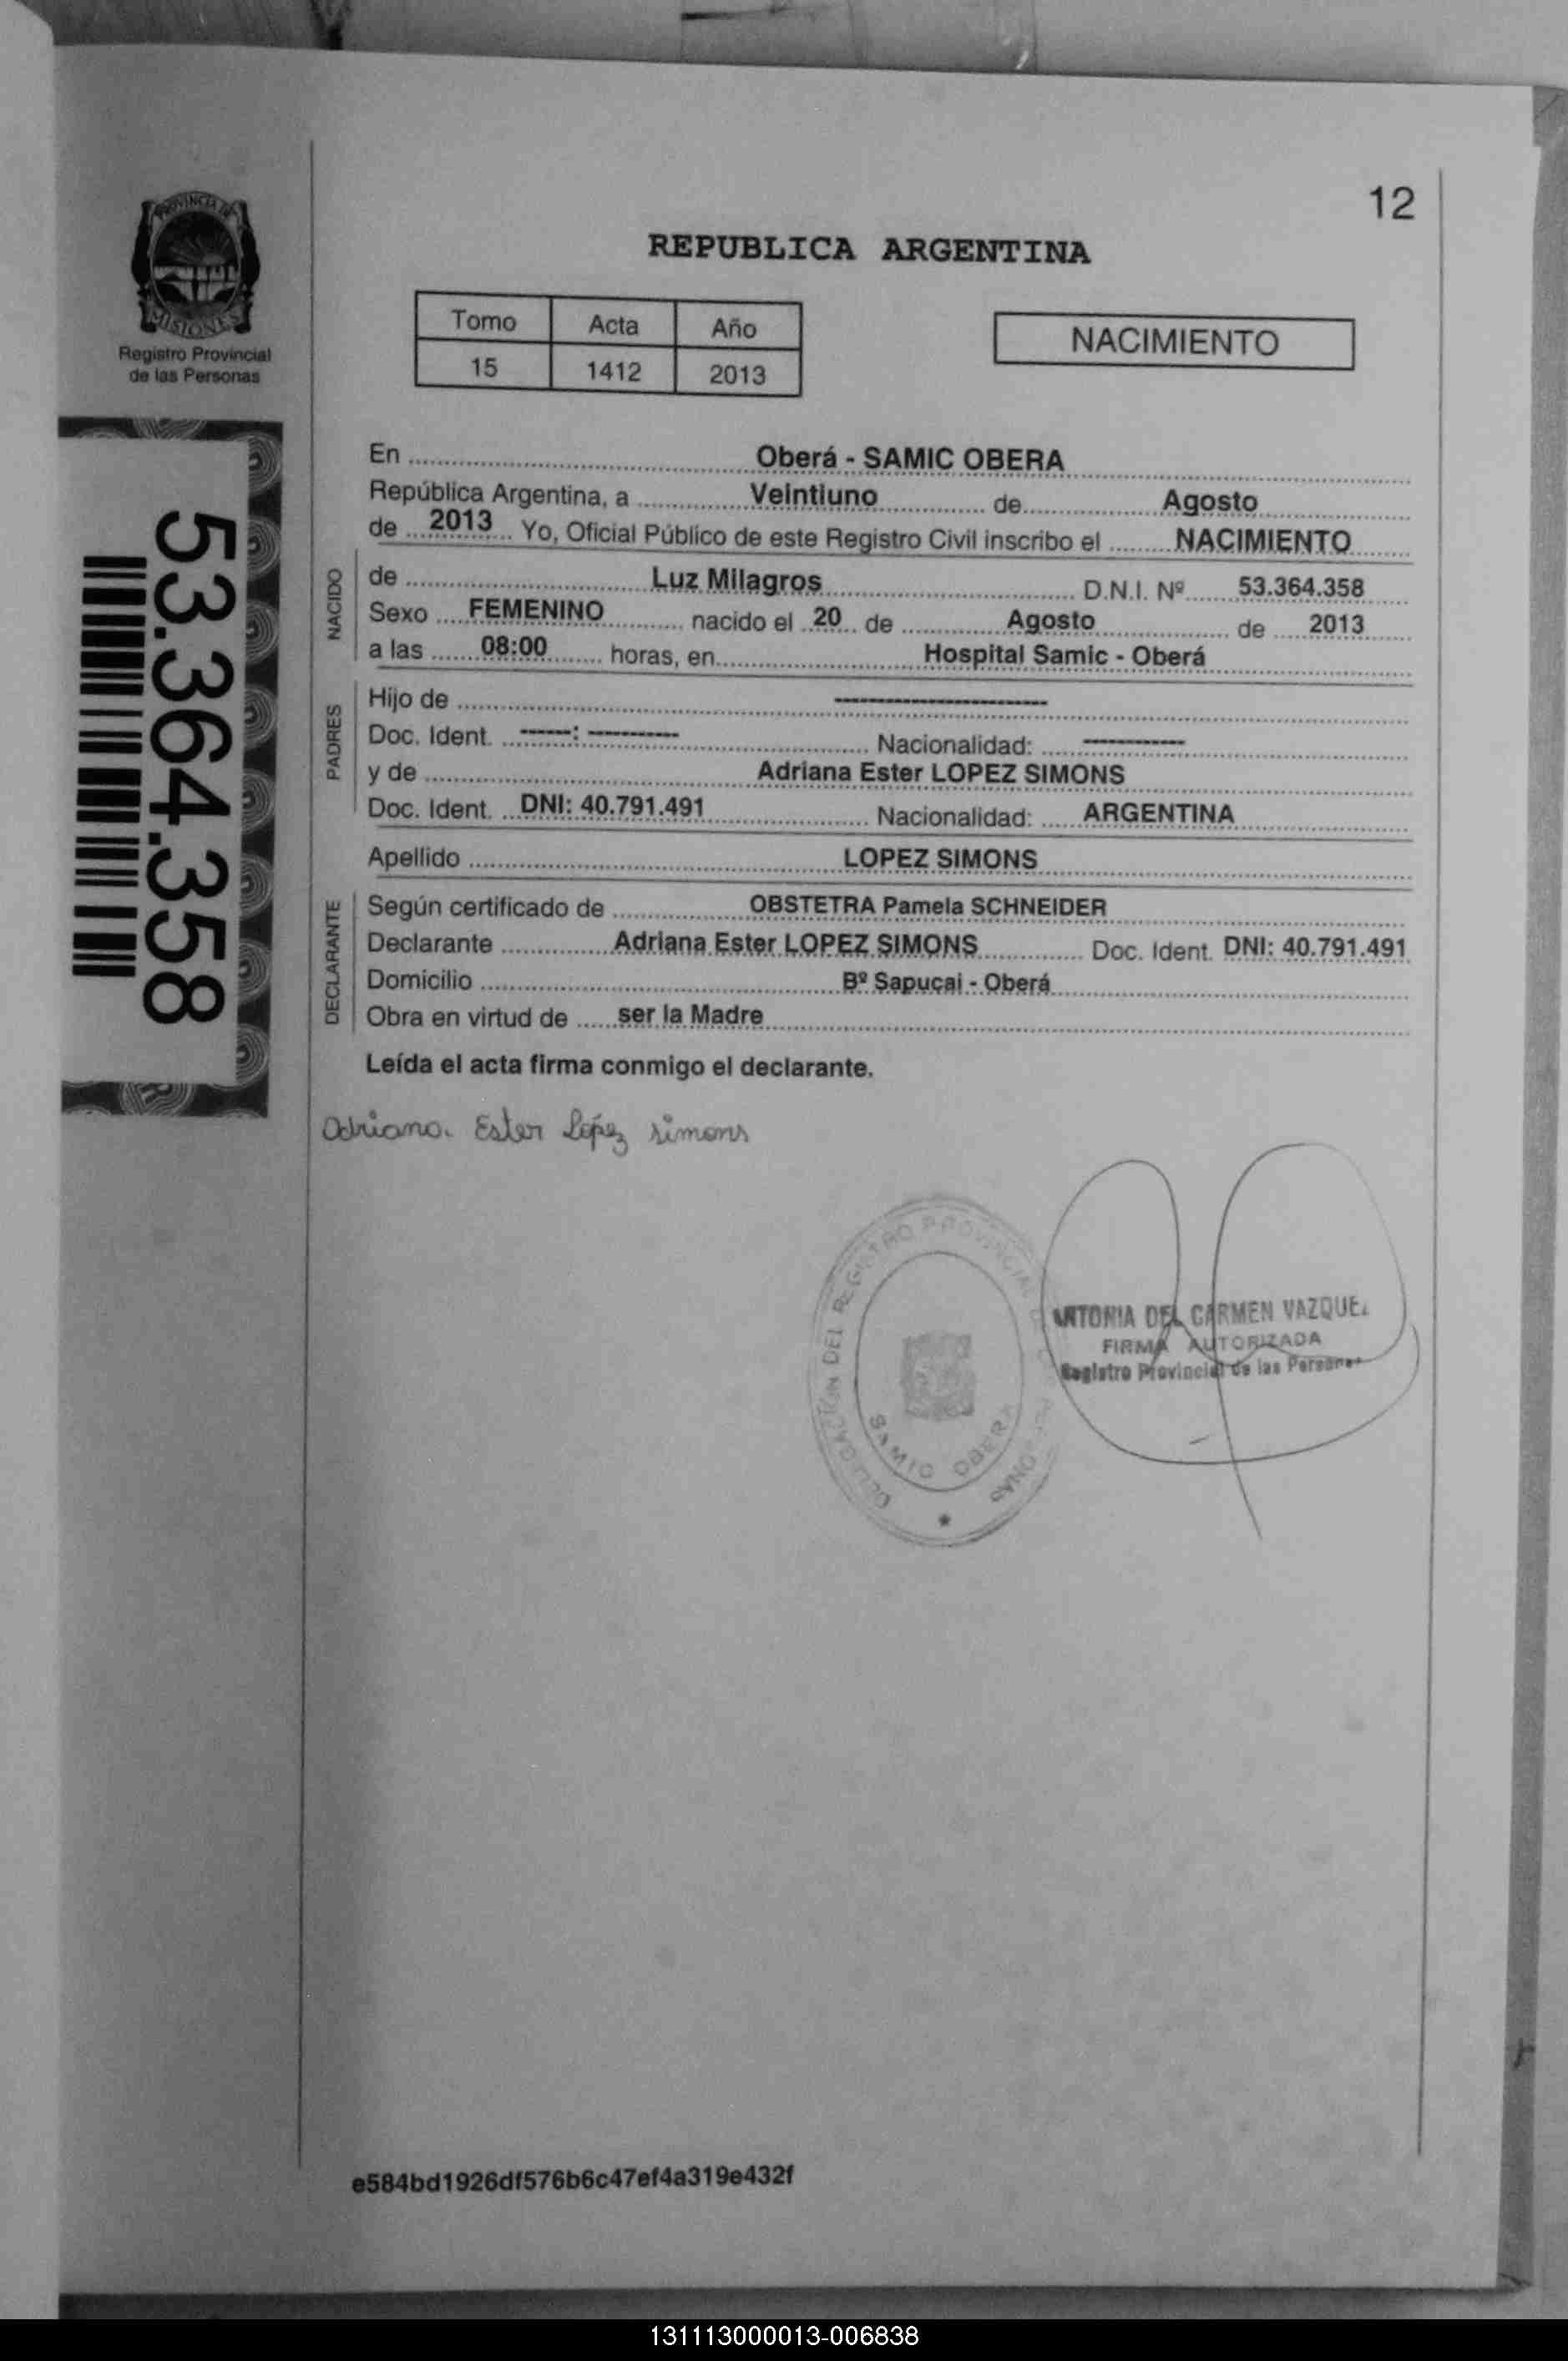 12
REPUBLICA ARGENTINA
PROVINCIA DE
MISIONES
Registro Provincial
de las Personas
Tomo Acta Año
15 1412 2013
NACIMIENTO
53.364.358
En Oberá - SAMIC OBERA
República Argentina, a Veintiuno de Agosto
de 2013 Yo, Oficial Público de este Registro Civil inscribo el NACIMIENTO
NACIDO
de Luz Milagros D.N.I. Nº 53.364.358
Sexo FEMENINO nacido el 20 de Agosto de 2013
a las 08:00 horas, en Hospital Samic - Oberá
PADRES
Hijo de ----------
Doc. Ident. -----: ---------- Nacionalidad: ----------
y de Adriana Ester LOPEZ SIMONS
Doc. Ident. DNI: 40.791.491 Nacionalidad: ARGENTINA
Apellido LOPEZ SIMONS
DECLARANTE
Según certificado de OBSTETRA Pamela SCHNEIDER
Declarante Adriana Ester LOPEZ SIMONS Doc. Ident. DNI: 40.791.491
Domicilio Bº Sapucai - Oberá
Obra en virtud de ser la Madre
Leída el acta firma conmigo el declarante.
Adriana Ester López simons
DELEGACION DEL REGISTRO PROVINCIAL
SAMIC OBERA
DEL CARMEN
FIRMA AUTORIZADA
Registro Provincial de las Personas
e584bd1926df576b6c47ef4a319e432f
131113000013-006838